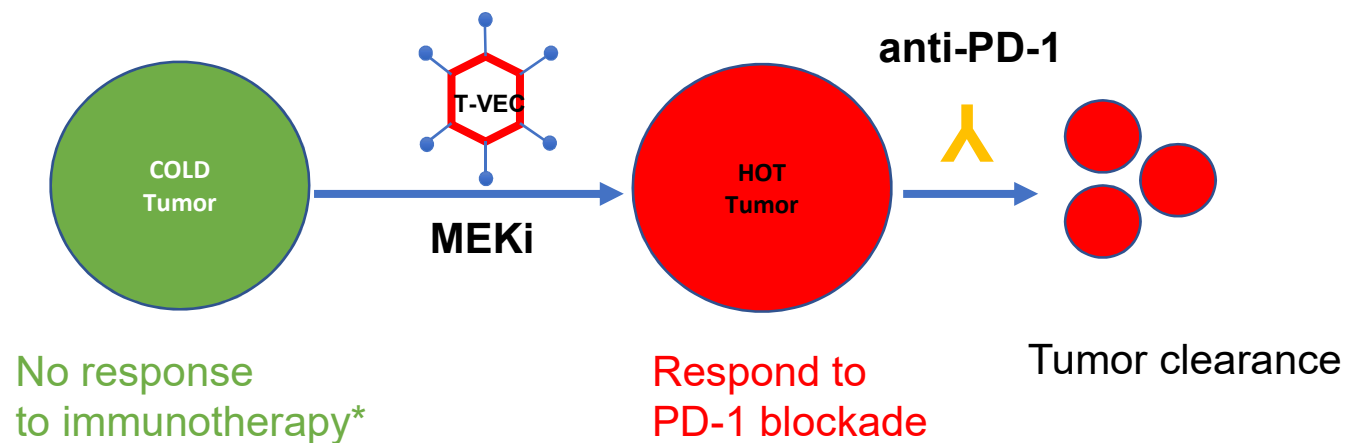 COLD
Tumor
T-VEC
MEKi
HOT
Tumor
anti-PD-1
No response
to immunotherapy*
Respond to
PD-1 blockade
Tumor clearance